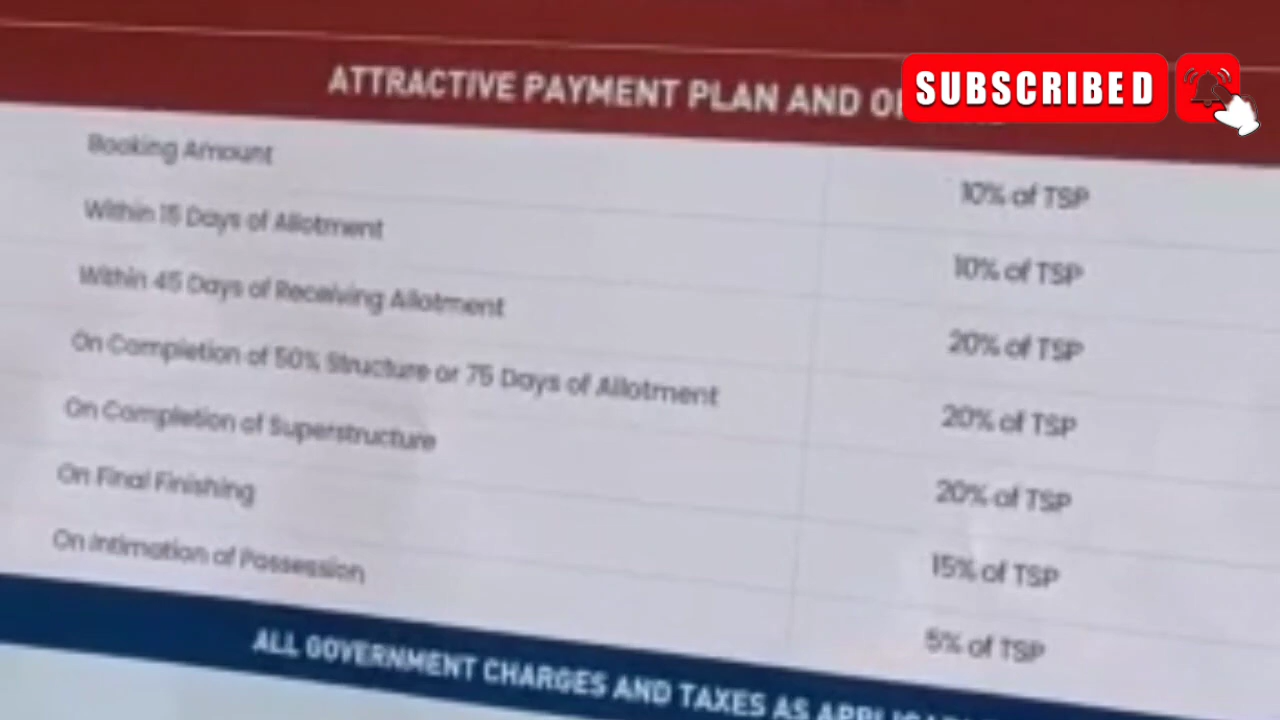 SUBSCRIBED
ATTRACTIVE PAYMENT PLAN AND
Booking Amount 10% of TSP
Within 15 Days of Allotment 10% of TSP
Within 45 Days of Receiving Allotment 20% of TSP
On Completion of 50% Structure or 75 Days of Allotment 20% of TSP
On Completion of Superstructure 20% of TSP
On Final Finishing 15% of TSP
On Intimation of Possession 5% of TSP
ALL GOVERNMENT CHARGES AND TAXES AS